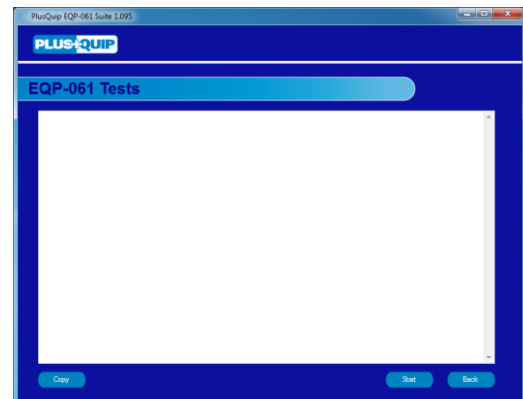 PlusQuip EQP-061 Suite 1.095
PLUS QUIP
EQP-061 Tests
Copy
Start
Back